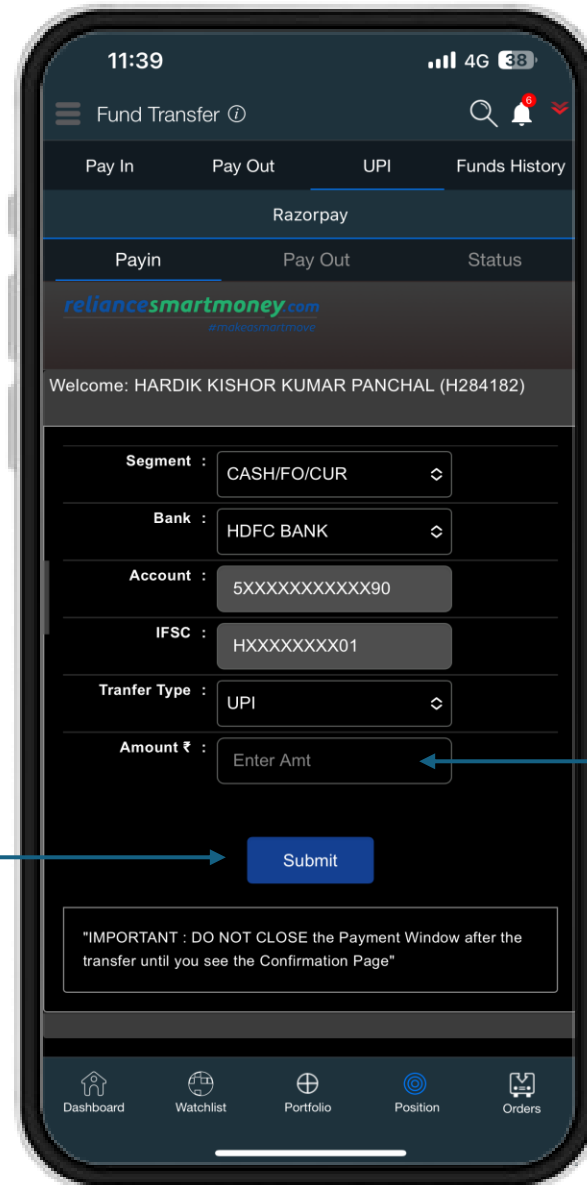 11:39 4G 38
Fund Transfer 6
Pay In Pay Out UPI Funds History
Razorpay
Payin Pay Out Status
reliancesmartmoney.com
#makeasmartmove
Welcome: HARDIK KISHOR KUMAR PANCHAL (H284182)
Segment : CASH/FO/CUR
Bank : HDFC BANK
Account : 5XXXXXXXXXXX90
IFSC : HXXXXXXXX01
Tranfer Type : UPI
Amount ₹ : Enter Amt
Submit
"IMPORTANT : DO NOT CLOSE the Payment Window after the
transfer until you see the Confirmation Page"
Dashboard Watchlist Portfolio Position Orders